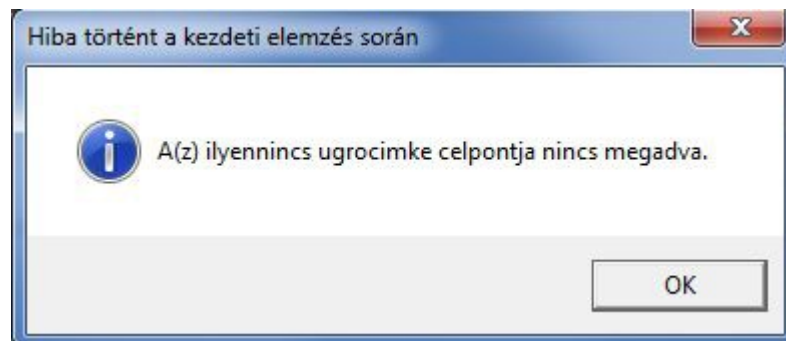 Hiba történt a kezdeti elemzés során
A(z) ilyennincs ugrocimke celpontja nincs megadva.
OK